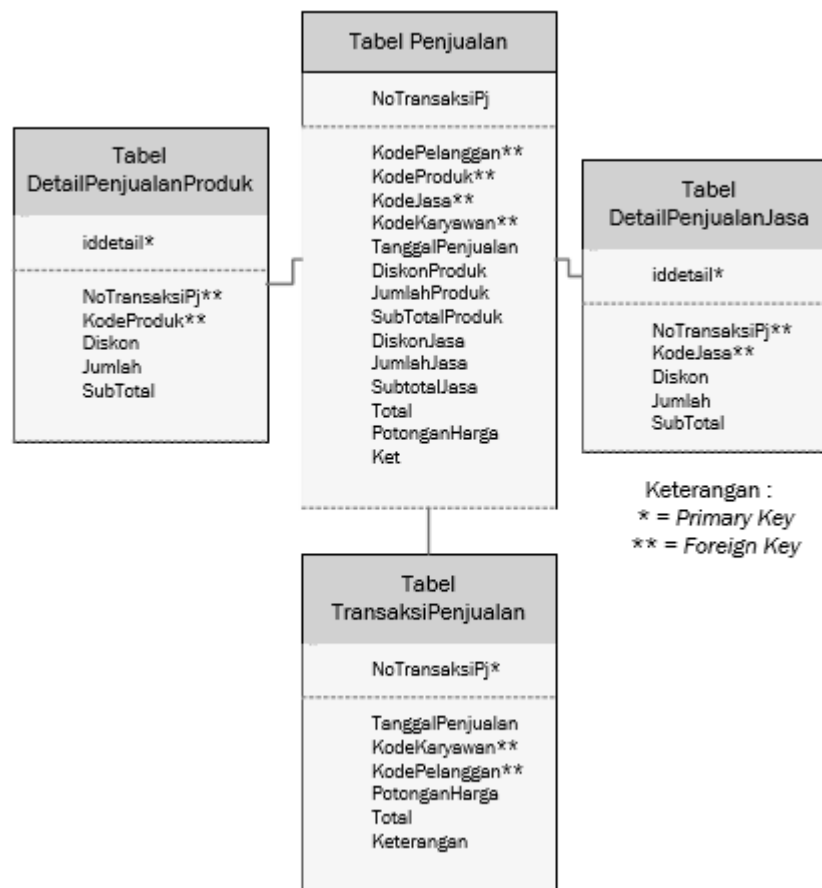 Tabel Penjualan
NoTransaksiPj
KodePelanggan**
KodeProduk**
KodeJasa**
KodeKaryawan**
TanggalPenjualan
DiskonProduk
JumlahProduk
SubTotalProduk
DiskonJasa
JumlahJasa
SubtotalJasa
Total
PotonganHarga
Ket
Tabel
DetailPenjualanProduk
iddetail*
NoTransaksiPj**
KodeProduk**
Diskon
Jumlah
SubTotal
Tabel
DetailPenjualanJasa
iddetail*
NoTransaksiPj**
KodeJasa**
Diskon
Jumlah
SubTotal
Keterangan :
* = Primary Key
** = Foreign Key
Tabel
TransaksiPenjualan
NoTransaksiPj*
TanggalPenjualan
KodeKaryawan**
KodePelanggan**
PotonganHarga
Total
Keterangan